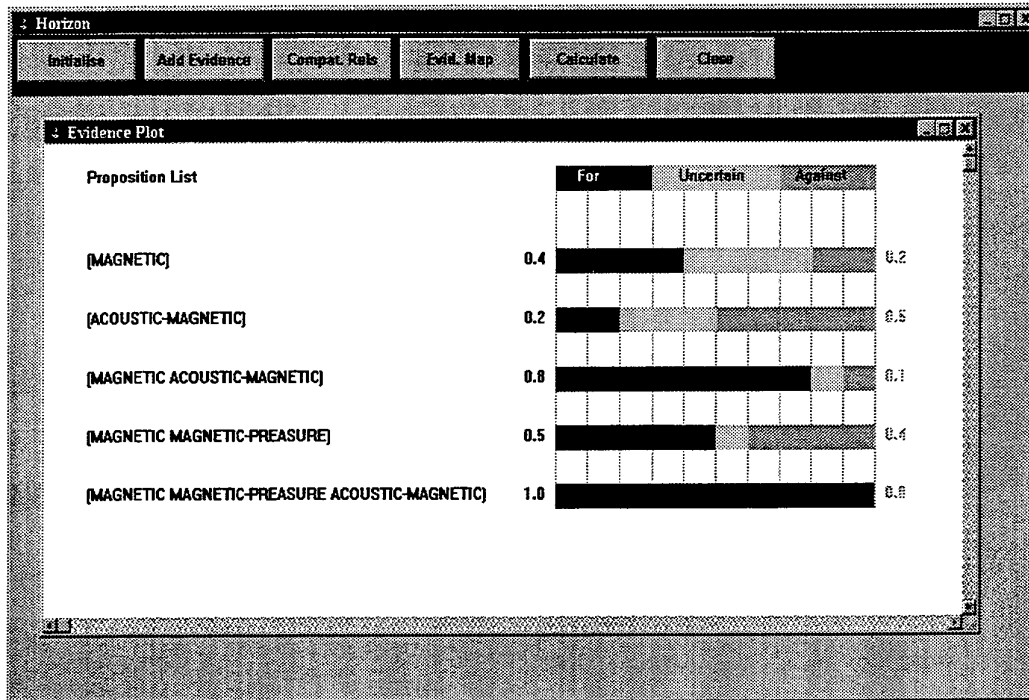 Horizon
Initialise Add Evidence Compat. Rels Evid. Map Calculate Close
Evidence Plot
Proposition List For Uncertain Against
(MAGNETIC) 0.4 0.2
(ACOUSTIC-MAGNETIC) 0.2 0.5
(MAGNETIC ACOUSTIC-MAGNETIC) 0.8 0.1
(MAGNETIC MAGNETIC-PREASURE) 0.5 0.4
(MAGNETIC MAGNETIC-PREASURE ACOUSTIC-MAGNETIC) 1.0